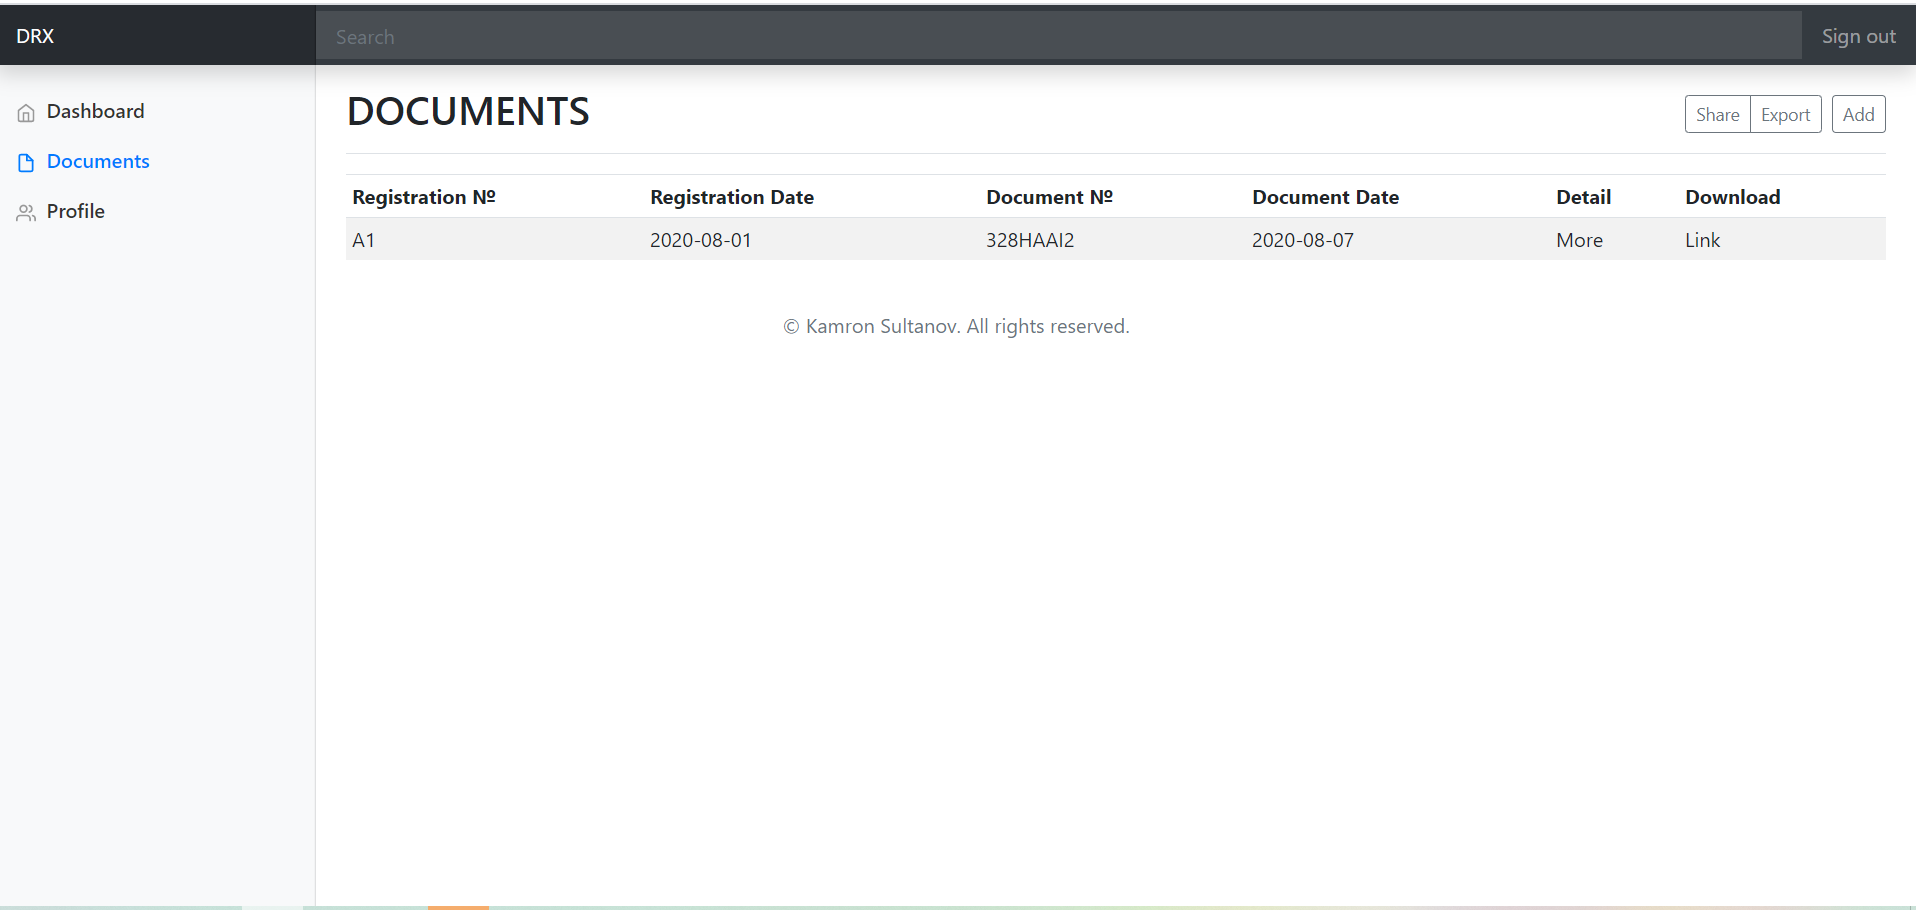 DRX Search Sign out
Dashboard
Documents
Profile
DOCUMENTS
Share Export Add
Registration № Registration Date Document № Document Date Detail Download
A1 2020-08-01 328HAAI2 2020-08-07 More Link
© Kamron Sultanov. All rights reserved.